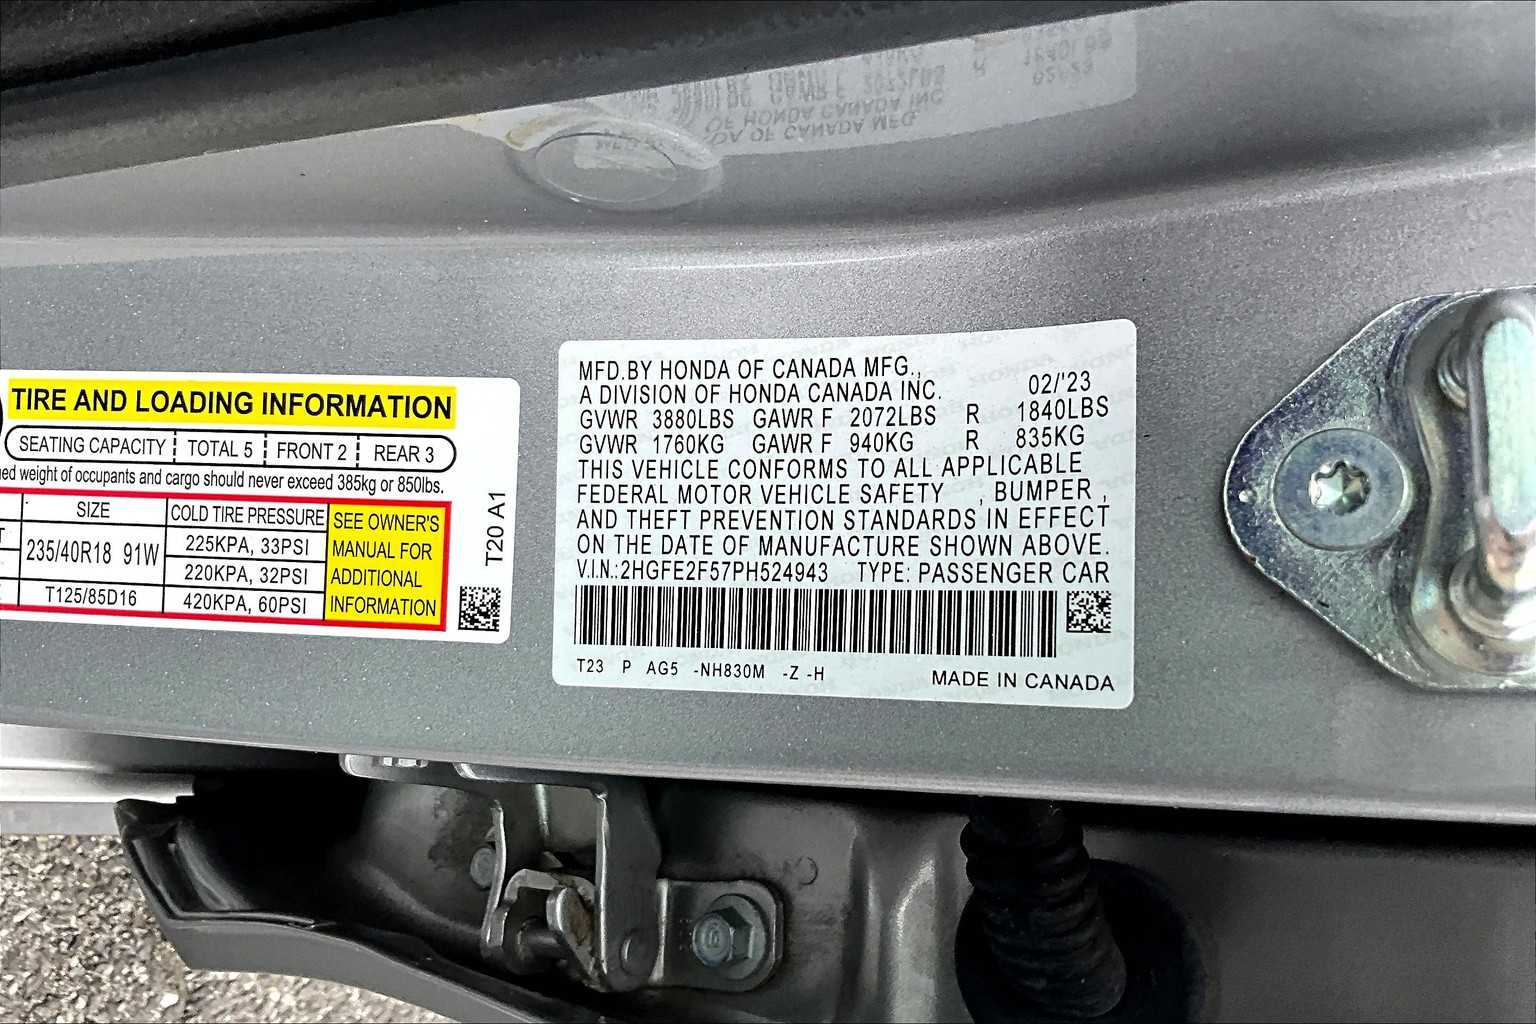 TIRE AND LOADING INFORMATION
SEATING CAPACITY TOTAL 5 FRONT 2 REAR 3
weight of occupants and cargo should never exceed 385kg or 850lbs.
SIZE COLD TIRE PRESSURE
235/40R18 91W
225KPA, 33PSI
220KPA, 32PSI
T125/85D16 420KPA, 60PSI
SEE OWNER'S
MANUAL FOR
ADDITIONAL
INFORMATION
T20 A1
MFD.BY HONDA OF CANADA MFG.,
A DIVISION OF HONDA CANADA INC. 02/'23
GVWR 3880LBS GAWR F 2072LBS R 1840LBS
GVWR 1760KG GAWR F 940KG R 835KG
THIS VEHICLE CONFORMS TO ALL APPLICABLE
FEDERAL MOTOR VEHICLE SAFETY , BUMPER ,
AND THEFT PREVENTION STANDARDS IN EFFECT
ON THE DATE OF MANUFACTURE SHOWN ABOVE.
V.I.N.:2HGFE2F57PH524943 TYPE: PASSENGER CAR
T23 P AG5 -NH830M -Z -H MADE IN CANADA